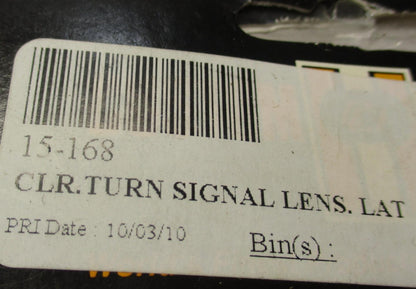 15-168
CLR.TURN SIGNAL LENS. LAT
PRI Date : 10/03/10
Bin(s) :